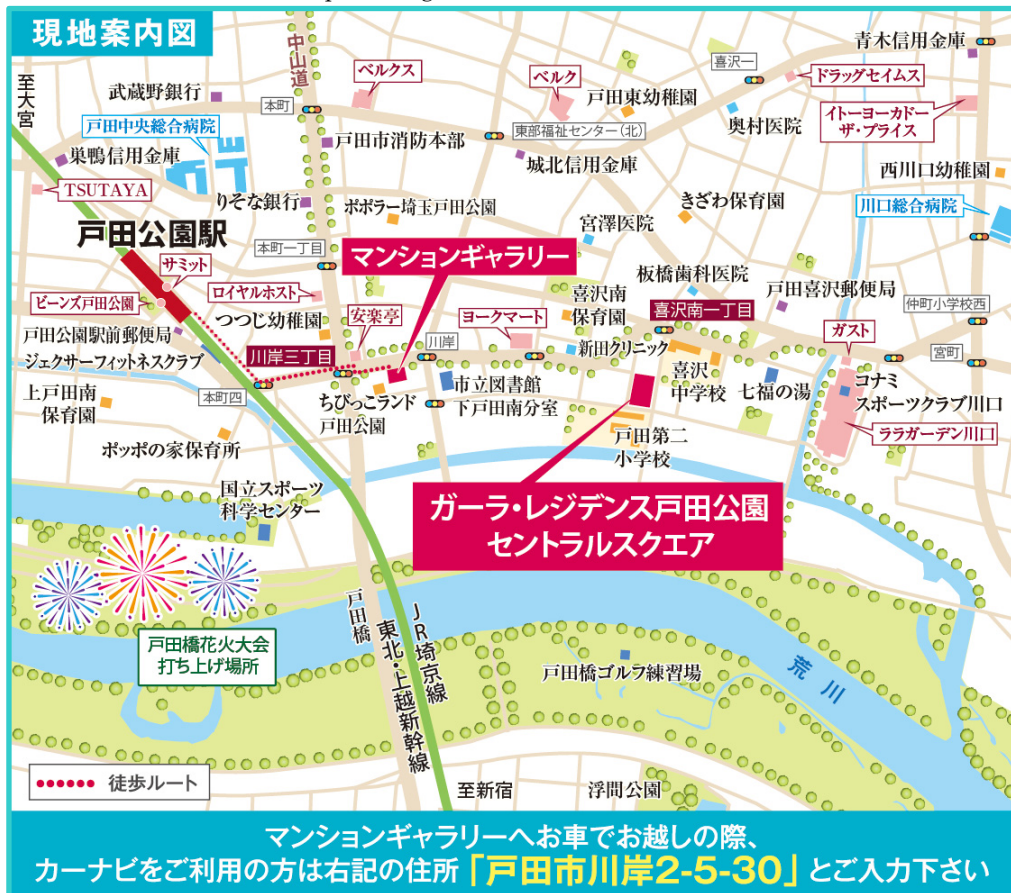 現地案内図
中山道
青木信用金庫
喜沢一
ベルクス
ベルク
ドラッグセイムス
至大宮
武蔵野銀行
本町
戸田東幼稚園
イトーヨーカドー
ザ・プライス
戸田中央総合病院
戸田市消防本部
東部福祉センター(北)
奥村医院
巣鴨信用金庫
城北信用金庫
西川口幼稚園
TSUTAYA
りそな銀行
ポポラー埼玉戸田公園
きざわ保育園
川口総合病院
戸田公園駅
宮澤医院
サミット
本町一丁目
マンションギャラリー
板橋歯科医院
ビーンズ戸田公園
ロイヤルホスト
喜沢南
保育園
戸田喜沢郵便局
仲町小学校西
戸田公園駅前郵便局
つつじ幼稚園
安楽亭
ヨークマート
喜沢南一丁目
ガスト
ジェクサーフィットネスクラブ
川岸三丁目
川岸
新田クリニック
宮町
上戸田南
保育園
本町四
ちびっこランド
戸田公園
市立図書館
下戸田南分室
喜沢
中学校
七福の湯
コナミ
スポーツクラブ川口
ポッポの家保育所
戸田第二
小学校
ララガーデン川口
国立スポーツ
科学センター
ガーラ・レジデンス戸田公園
セントラルスクエア
戸田橋花火大会
打ち上げ場所
戸田橋
東北・上越新幹線
JR埼京線
戸田橋ゴルフ練習場
荒川
徒歩ルート
至新宿
浮間公園
マンションギャラリーへお車でお越しの際、
カーナビをご利用の方は右記の住所「戸田市川岸2-5-30」とご入力下さい